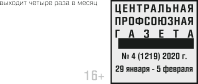 выходит четыре раза в месяц
ЦЕНТРАЛЬНАЯ
ПРОФСОЮЗНАЯ
ГАЗЕТА
№ 4 (1219) 2020 г.
29 января - 5 февраля
16+